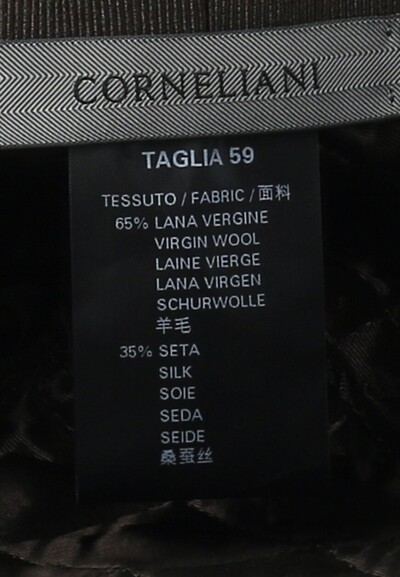 CORNELIANI
TAGLIA 59
TESSUTO / FABRIC / 面料
65% LANA VERGINE
VIRGIN WOOL
LAINE VIERGE
LANA VIRGEN
SCHURWOLLE
羊毛
35% SETA
SILK
SOIE
SEDA
SEIDE
桑蚕丝